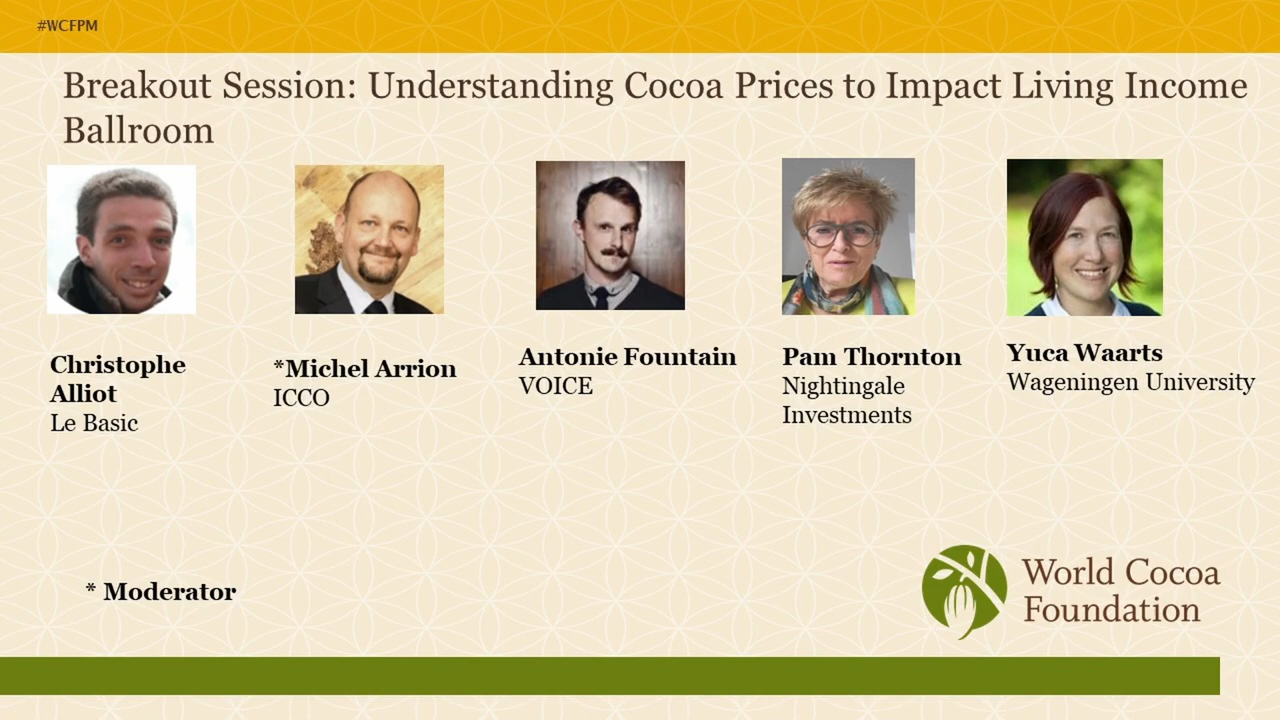 #WCFPM
Breakout Session: Understanding Cocoa Prices to Impact Living Income
Ballroom
Christophe
Alliot
Le Basic
*Michel Arrion
ICCO
Antonie Fountain
VOICE
Pam Thornton
Nightingale
Investments
Yuca Waarts
Wageningen University
* Moderator
World Cocoa
Foundation